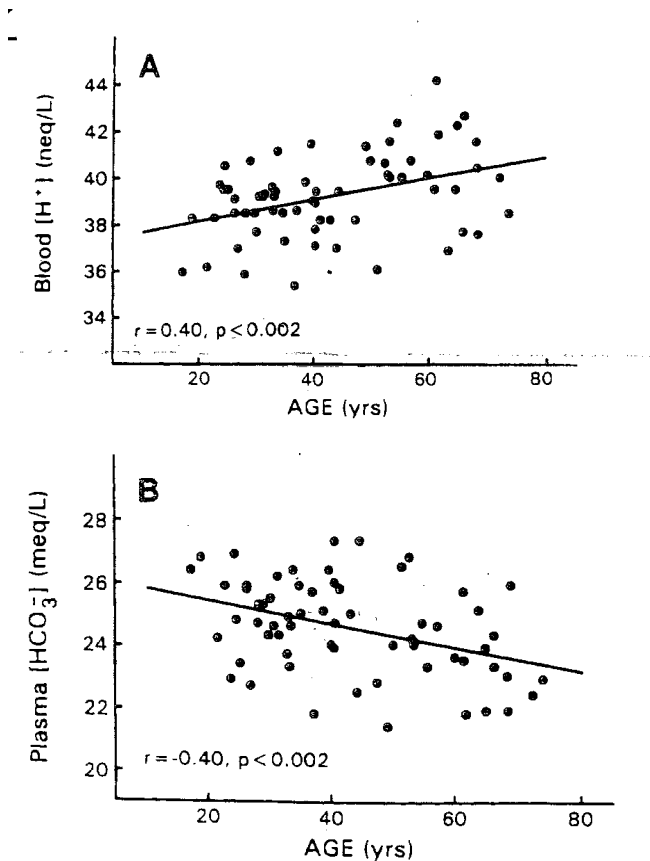 A
Blood [H+] (neq/L)
44
42
40
38
36
34
r=0.40, p<0.002
20
40
60
80
AGE (yrs)
B
Plasma [HCO3-] (meq/L)
28
26
24
22
20
r=-0.40, p<0.002
20
40
60
80
AGE (yrs)